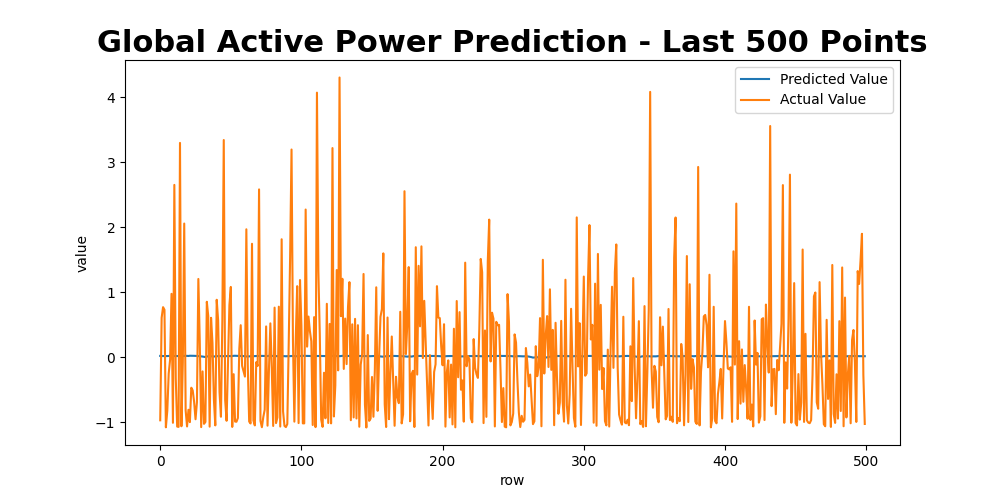 Global Active Power Prediction - Last 500 Points
Predicted Value
Actual Value
4
3
2
1
0
−1
value
0
100
200
300
400
500
row